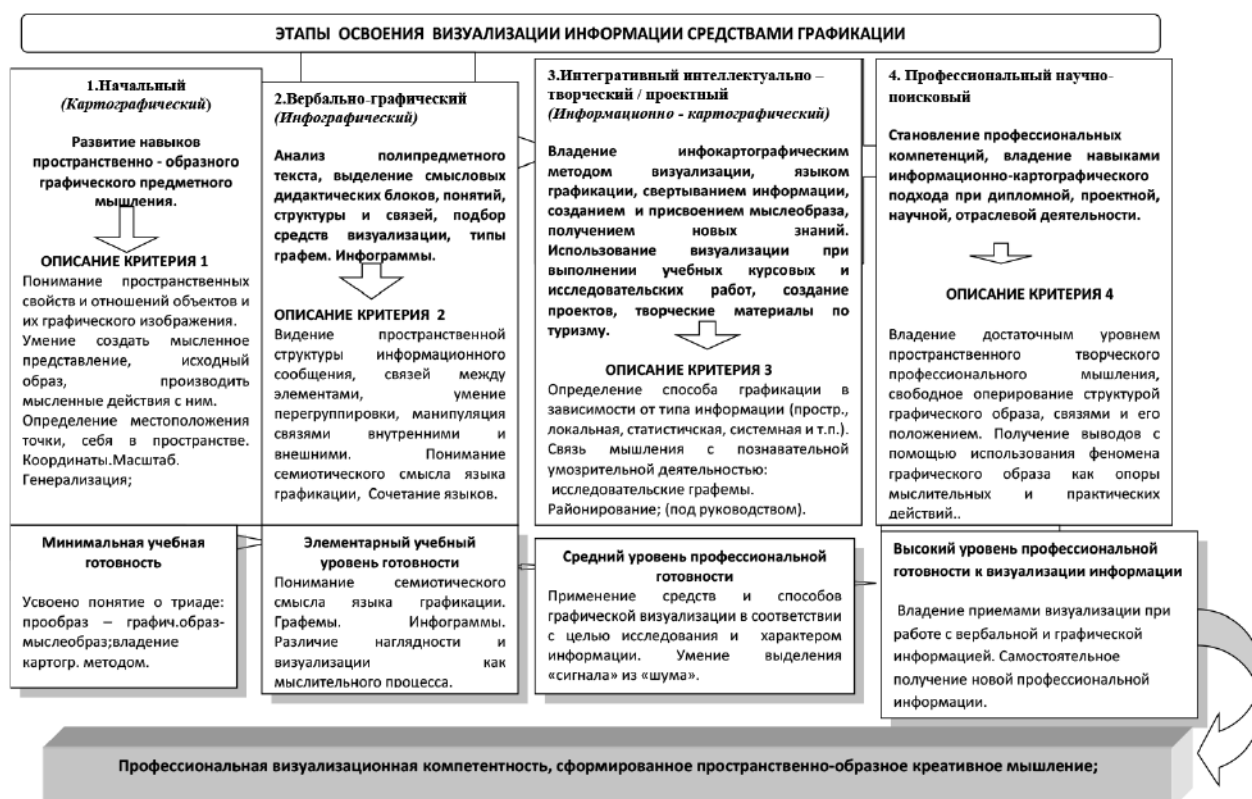 ЭТАПЫ ОСВОЕНИЯ ВИЗУАЛИЗАЦИИ ИНФОРМАЦИИ СРЕДСТВАМИ ГРАФИКАЦИИ
1.Начальный
(Картографический)
Развитие навыков
пространственно - образного
графического предметного
мышления.
ОПИСАНИЕ КРИТЕРИЯ 1
Понимание пространственных
свойств и отношений объектов и
их графического изображения.
Умение создать мысленное
представление, исходный
образ, производить
мысленные действия с ним.
Определение местоположения
точки, себя в пространстве.
Координаты.Масштаб.
Генерализация;
2.Вербально-графический
(Инфографический)
Анализ полипредметного
текста, выделение смысловых
дидактических блоков, понятий,
структуры и связей, подбор
средств визуализации, типы
графем. Инфограммы.
ОПИСАНИЕ КРИТЕРИЯ 2
Видение пространственной
структуры информационного
сообщения, связей между
элементами, умение
перегруппировки, манипуляция
связями внутренними и
внешними. Понимание
семиотического смысла языка
графикации, Сочетание языков.
3.Интегративный интеллектуально –
творческий / проектный
(Информационно - картографический)
Владение инфокартографическим
методом визуализации, языком
графикации, свертыванием информации,
созданием и присвоением мыслеобраза,
получением новых знаний.
Использование визуализации при
выполнении учебных курсовых и
исследовательских работ, создание
проектов, творческие материалы по
туризму.
ОПИСАНИЕ КРИТЕРИЯ 3
Определение способа графикации в
зависимости от типа информации (простр.,
локальная, статистичская, системная и т.п.).
Связь мышления с познавательной
умозрительной деятельностью:
исследовательские графемы.
Районирование; (под руководством).
4. Профессиональный научно-
поисковый
Становление профессиональных
компетенций, владение навыками
информационно-картографического
подхода при дипломной, проектной,
научной, отраслевой деятельности.
ОПИСАНИЕ КРИТЕРИЯ 4
Владение достаточным уровнем
пространственного творческого
профессионального мышления,
свободное оперирование структурой
графического образа, связями и его
положением. Получение выводов с
помощью использования феномена
графического образа как опоры
мыслительных и практических
действий..
Минимальная учебная
готовность
Усвоено понятие о триаде:
прообраз – графич.образ-
мыслеобраз;владение
картогр. методом.
Элементарный учебный
уровень готовности
Понимание семиотического
смысла языка графикации.
Графемы. Инфограммы.
Различие наглядности и
визуализации как
мыслительного процесса.
Средний уровень профессиональной
готовности
Применение средств и способов
графической визуализации в соответствии
с целью исследования и характером
информации. Умение выделения
«сигнала» из «шума».
Высокий уровень профессиональной
готовности к визуализации информации
Владение приемами визуализации при
работе с вербальной и графической
информацией. Самостоятельное
получение новой профессиональной
информации.
Профессиональная визуализационная компетентность, сформированное пространственно-образное креативное мышление;